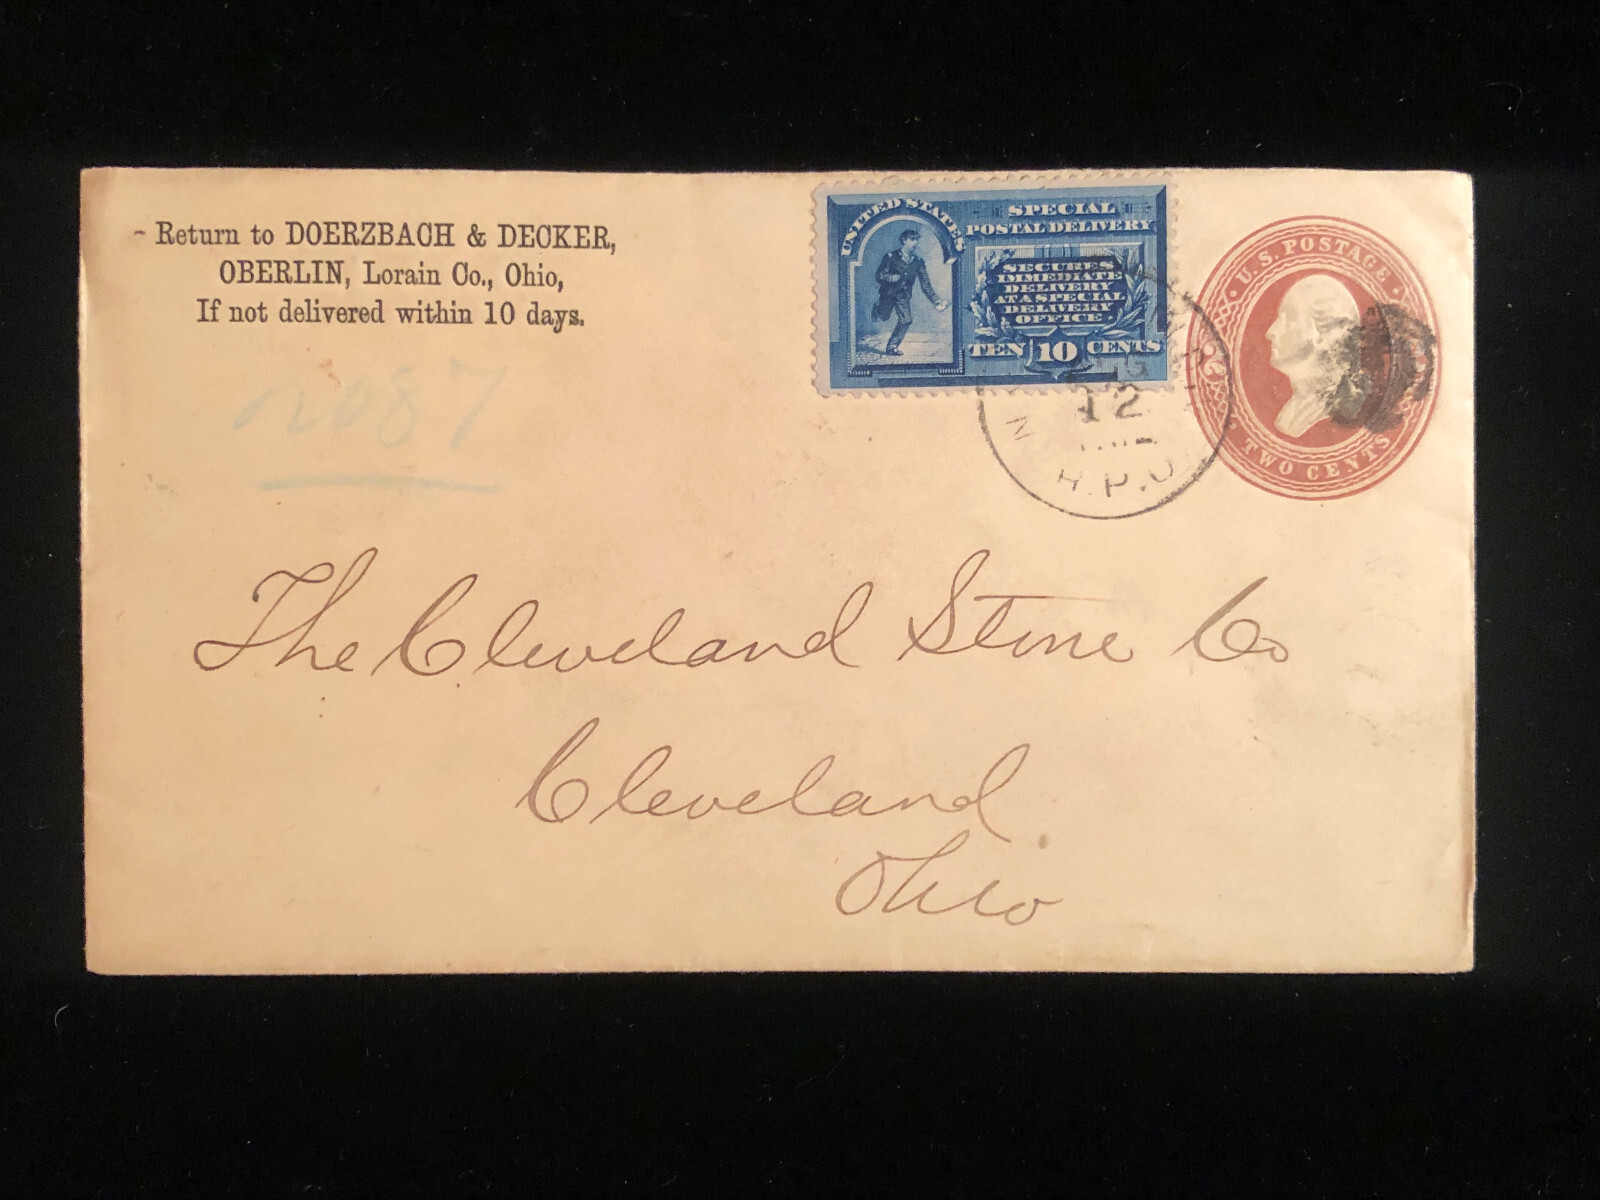 Return to DOERZBACH & DECKER,
OBERLIN, Lorain Co., Ohio,
If not delivered within 10 days.
UNITED STATES
SPECIAL
POSTAL DELIVERY
SECURES
IMMEDIATE
DELIVERY
AT A SPECIAL
DELIVERY
OFFICE.
TEN 10 CENTS
U.S. POSTAGE
2 2
TWO CENTS
12
R.P.O.
The Cleveland Stone Co
Cleveland
Ohio